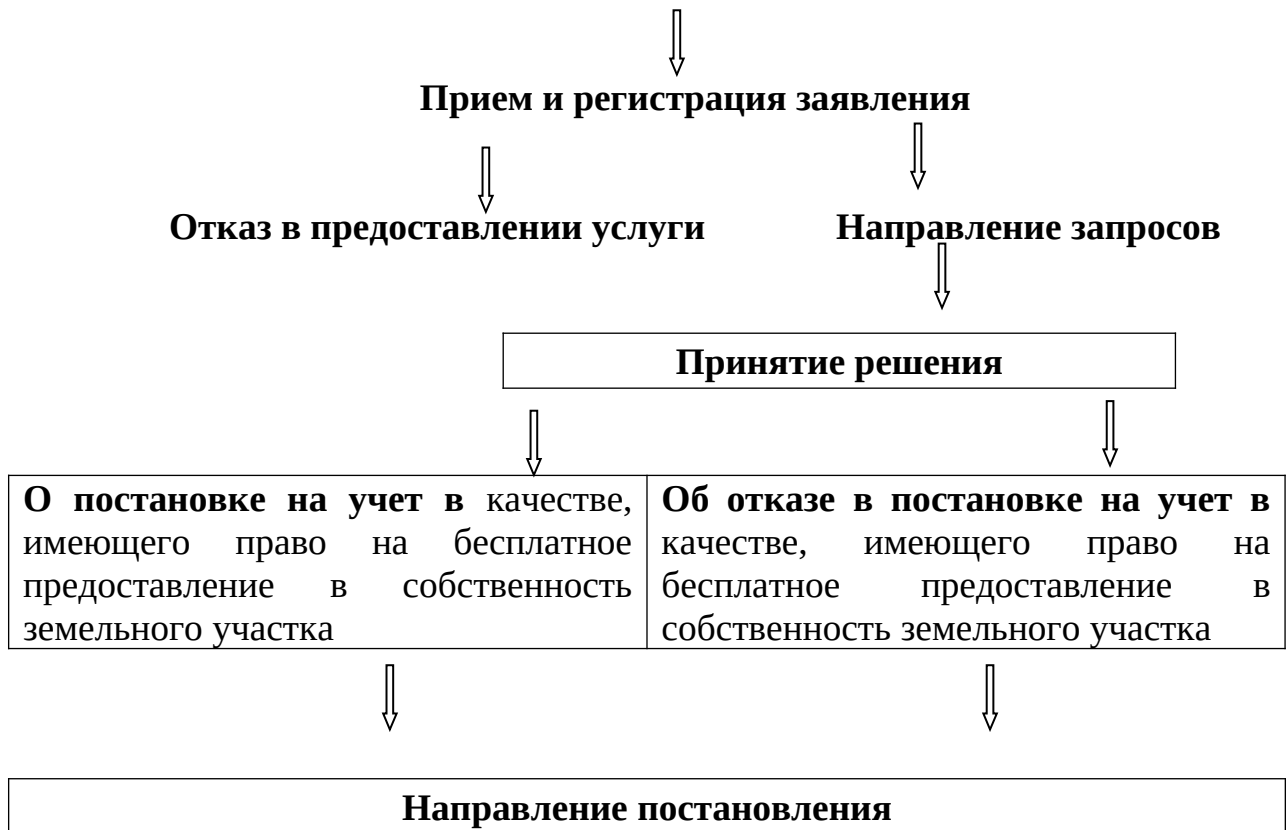 Прием и регистрация заявления
Отказ в предоставлении услуги
Направление запросов
Принятие решения
О постановке на учет в качестве,
имеющего право на бесплатное
предоставление в собственность
земельного участка
Об отказе в постановке на учет в
качестве, имеющего право на
бесплатное предоставление в
собственность земельного участка
Направление постановления